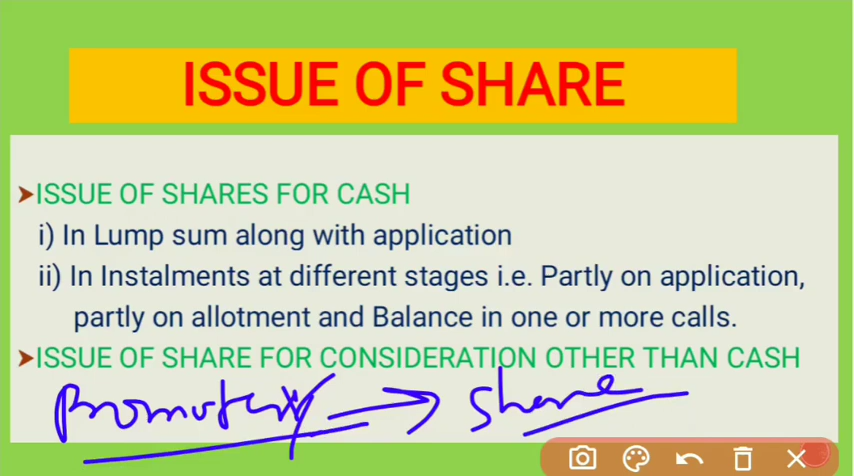 ISSUE OF SHARE
➤ISSUE OF SHARES FOR CASH
i) In Lump sum along with application
ii) In Instalments at different stages i.e. Partly on application,
partly on allotment and Balance in one or more calls.
➤ISSUE OF SHARE FOR CONSIDERATION OTHER THAN CASH
Promoters → Share